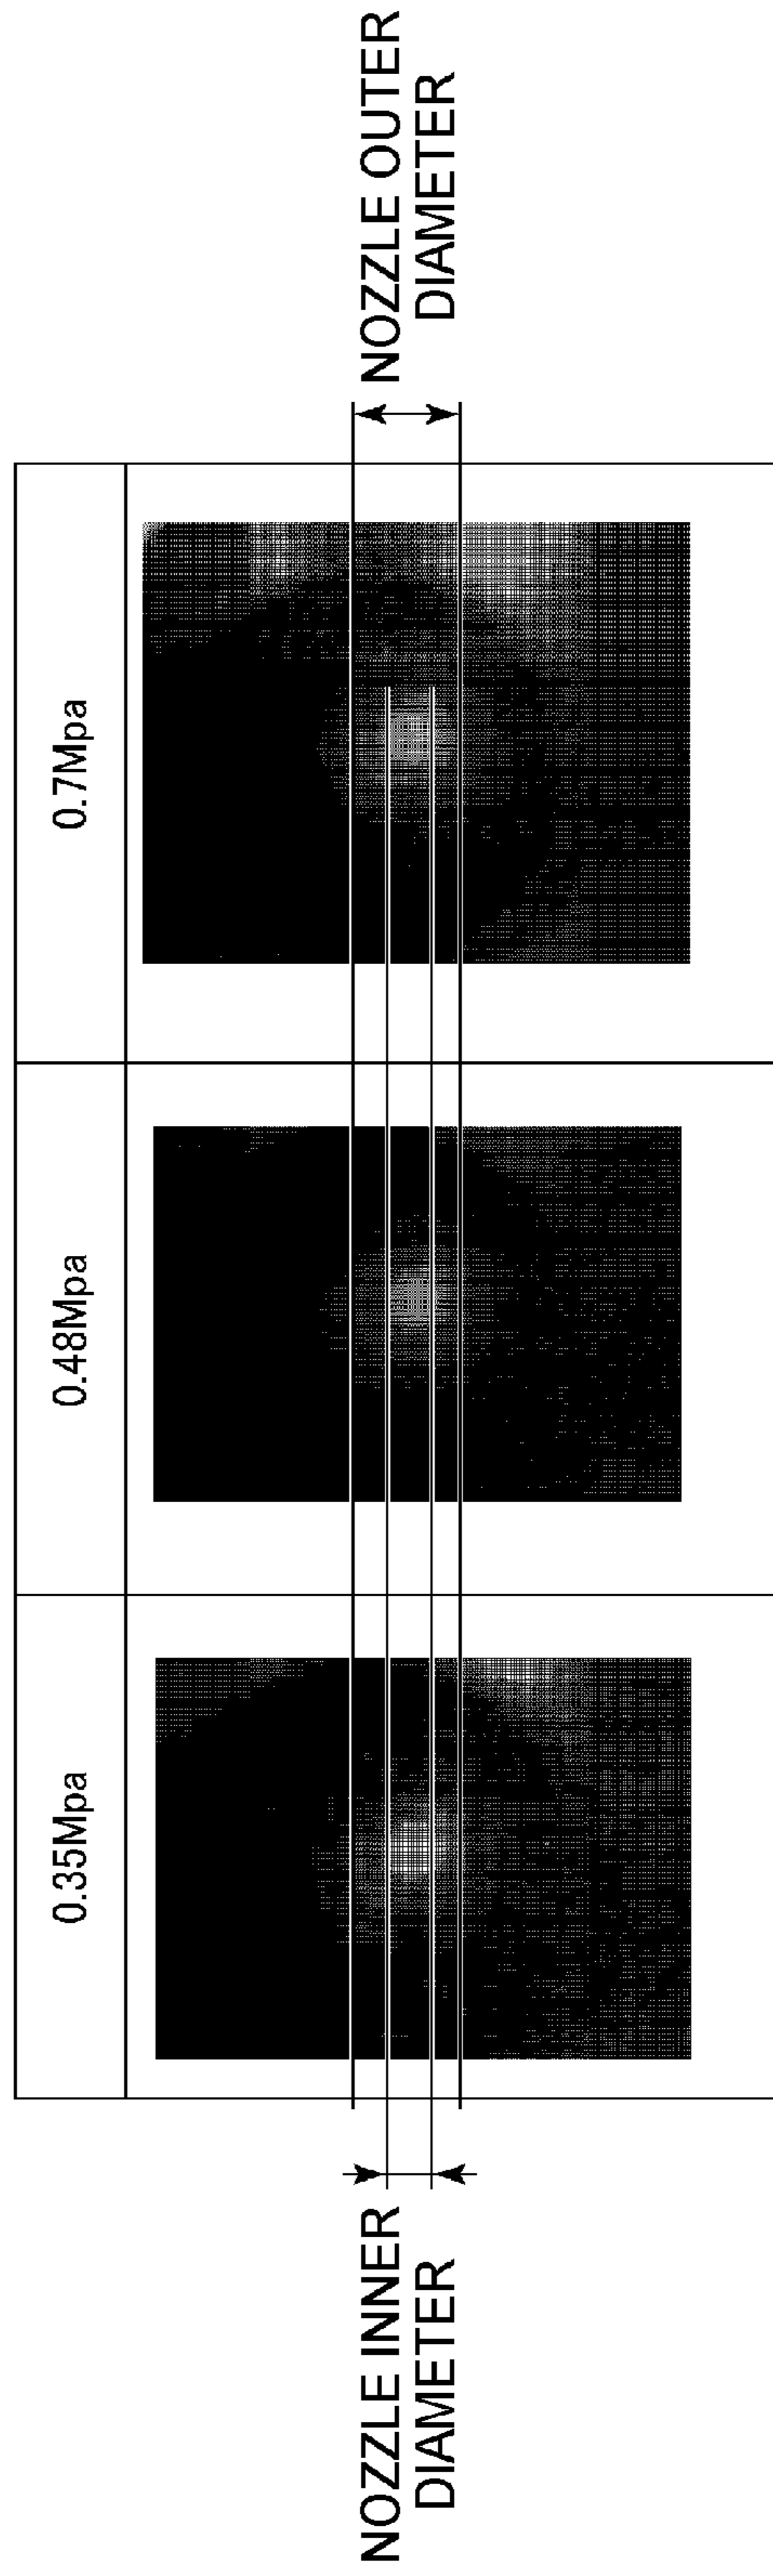 0.35Mpa
0.48Mpa
0.7Mpa
NOZZLE INNER
DIAMETER
NOZZLE OUTER
DIAMETER